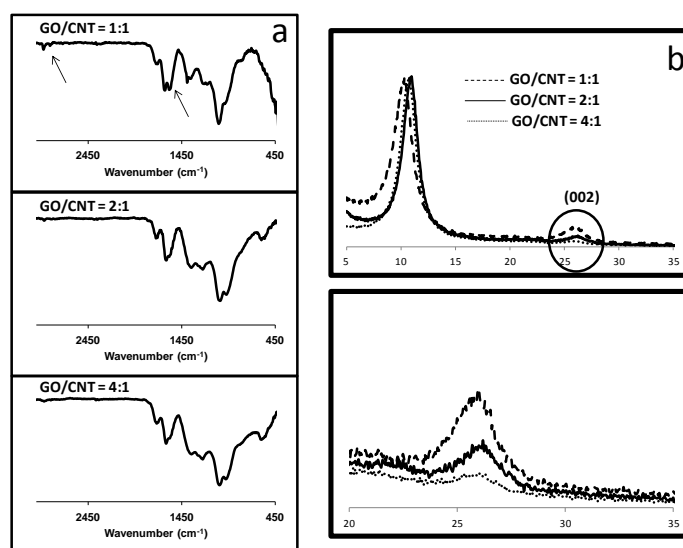 a
GO/CNT = 1:1
2450 1450 450
Wavenumber (cm-1)
GO/CNT = 2:1
2450 1450 450
Wavenumber (cm-1)
GO/CNT = 4:1
2450 1450 450
Wavenumber (cm-1)
b
GO/CNT = 1:1
GO/CNT = 2:1
GO/CNT = 4:1
(002)
5 10 15 20 25 30 35
20 25 30 35